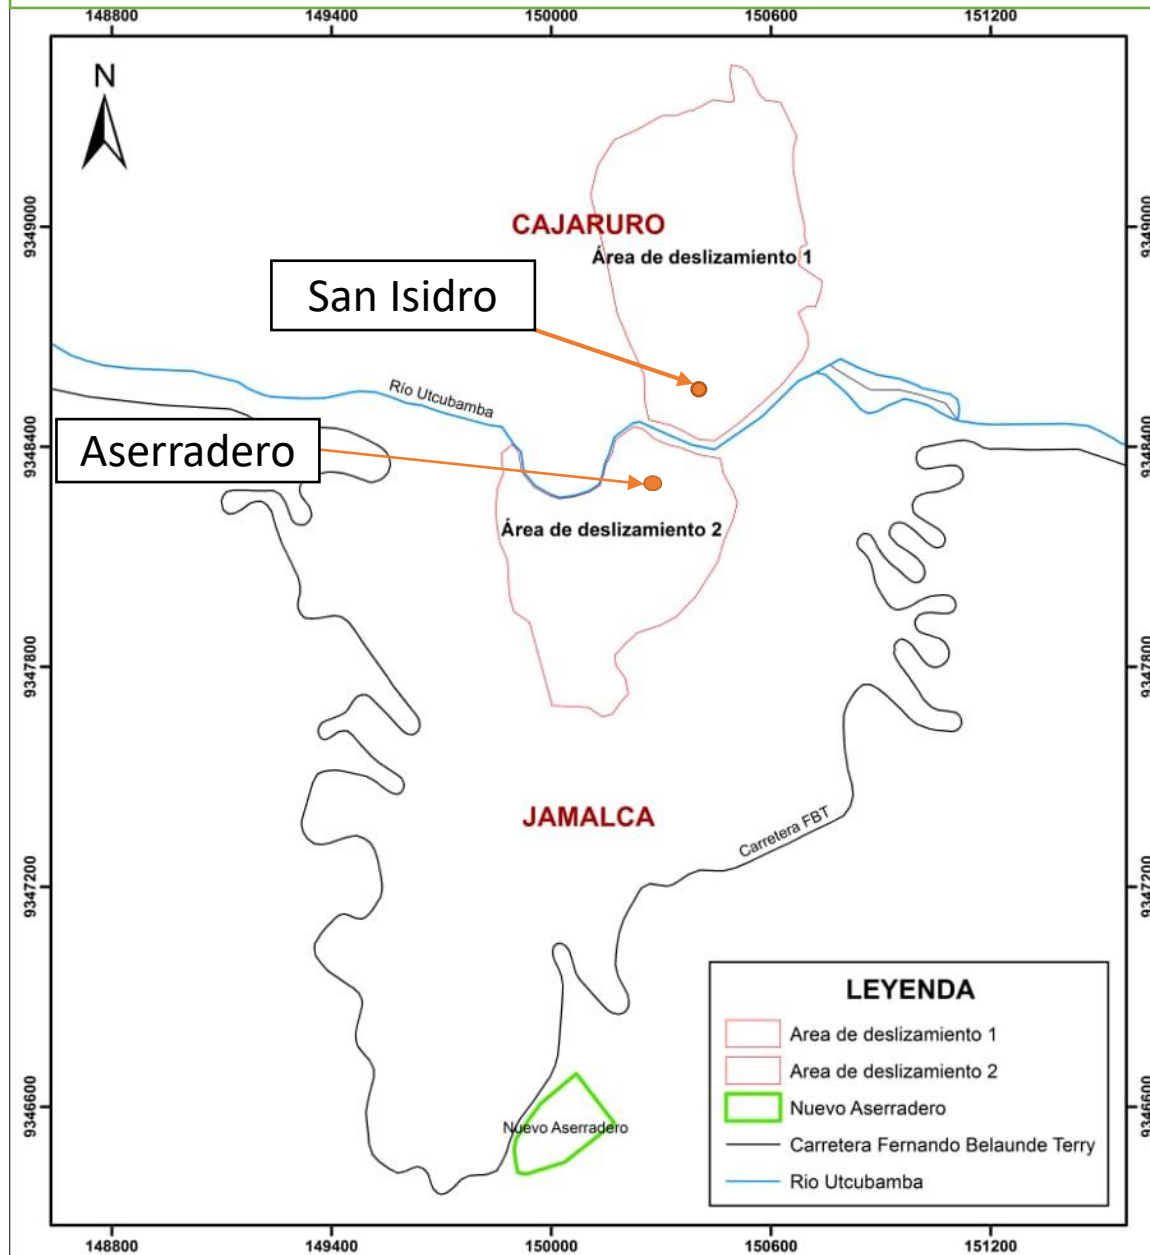 148800 149400 150000 150600 151200
N
9349000 9349000
CAJARURO
Área de deslizamiento 1
San Isidro
Río Utcubamba
Aserradero
9348400 9348400
Área de deslizamiento 2
9347800 9347800
JAMALCA
Carretera FBT
9347200 9347200
LEYENDA
Area de deslizamiento 1
Area de deslizamiento 2
Nuevo Aserradero
Carretera Fernando Belaunde Terry
Rio Utcubamba
9346600 9346600
Nuevo Aserradero
148800 149400 150000 150600 151200